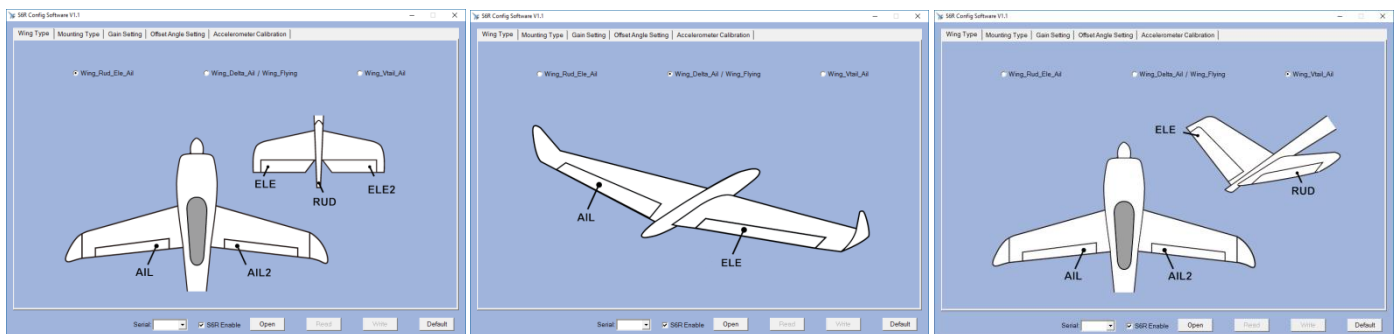 S6R Config Software V1.1
Wing Type Mounting Type Gain Setting Offset Angle Setting Accelerometer Calibration
Wing_Rud_Ele_Ail Wing_Delta_Ail / Wing_Flying Wing_Vtail_Ail
ELE
RUD
ELE2
AIL
AIL2
Serial: S6R Enable Open Read Write Default
S6R Config Software V1.1
Wing Type Mounting Type Gain Setting Offset Angle Setting Accelerometer Calibration
Wing_Rud_Ele_Ail Wing_Delta_Ail / Wing_Flying Wing_Vtail_Ail
AIL
ELE
Serial: S6R Enable Open Read Write Default
S6R Config Software V1.1
Wing Type Mounting Type Gain Setting Offset Angle Setting Accelerometer Calibration
Wing_Rud_Ele_Ail Wing_Delta_Ail / Wing_Flying Wing_Vtail_Ail
ELE
RUD
AIL
AIL2
Serial: S6R Enable Open Read Write Default